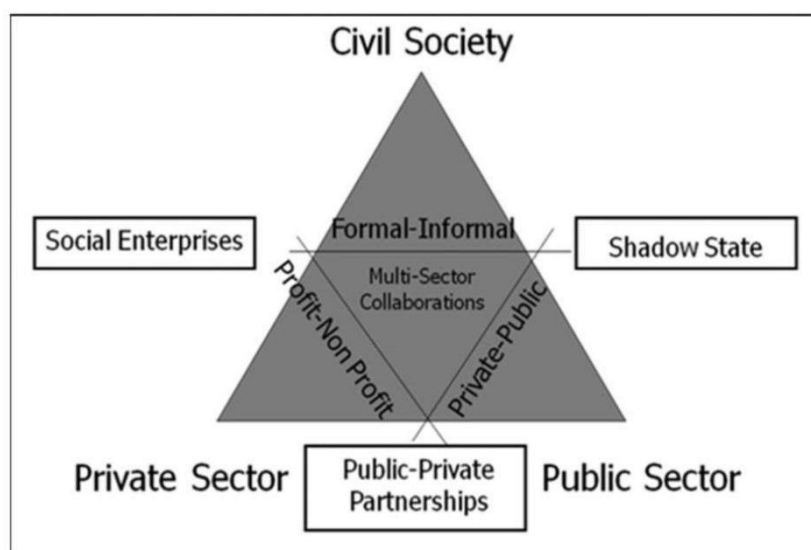 Civil Society
Social Enterprises
Formal-Informal
Shadow State
Multi-Sector
Collaborations
Profit-Non Profit
Private-Public
Private Sector
Public-Private
Partnerships
Public Sector